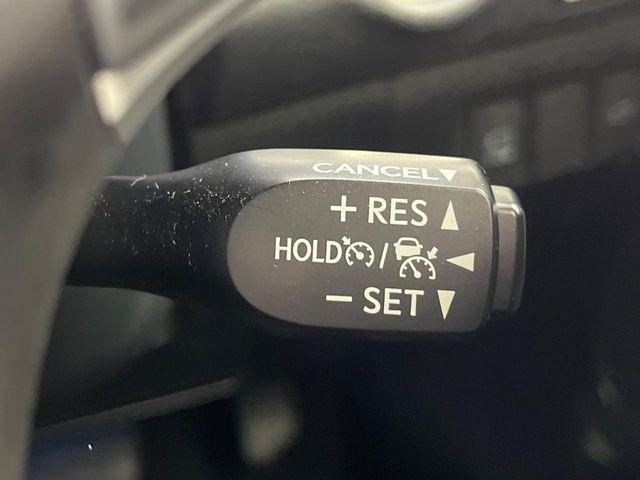 CANCEL▼
+ RES ▲
HOLD / ◀
− SET ▼